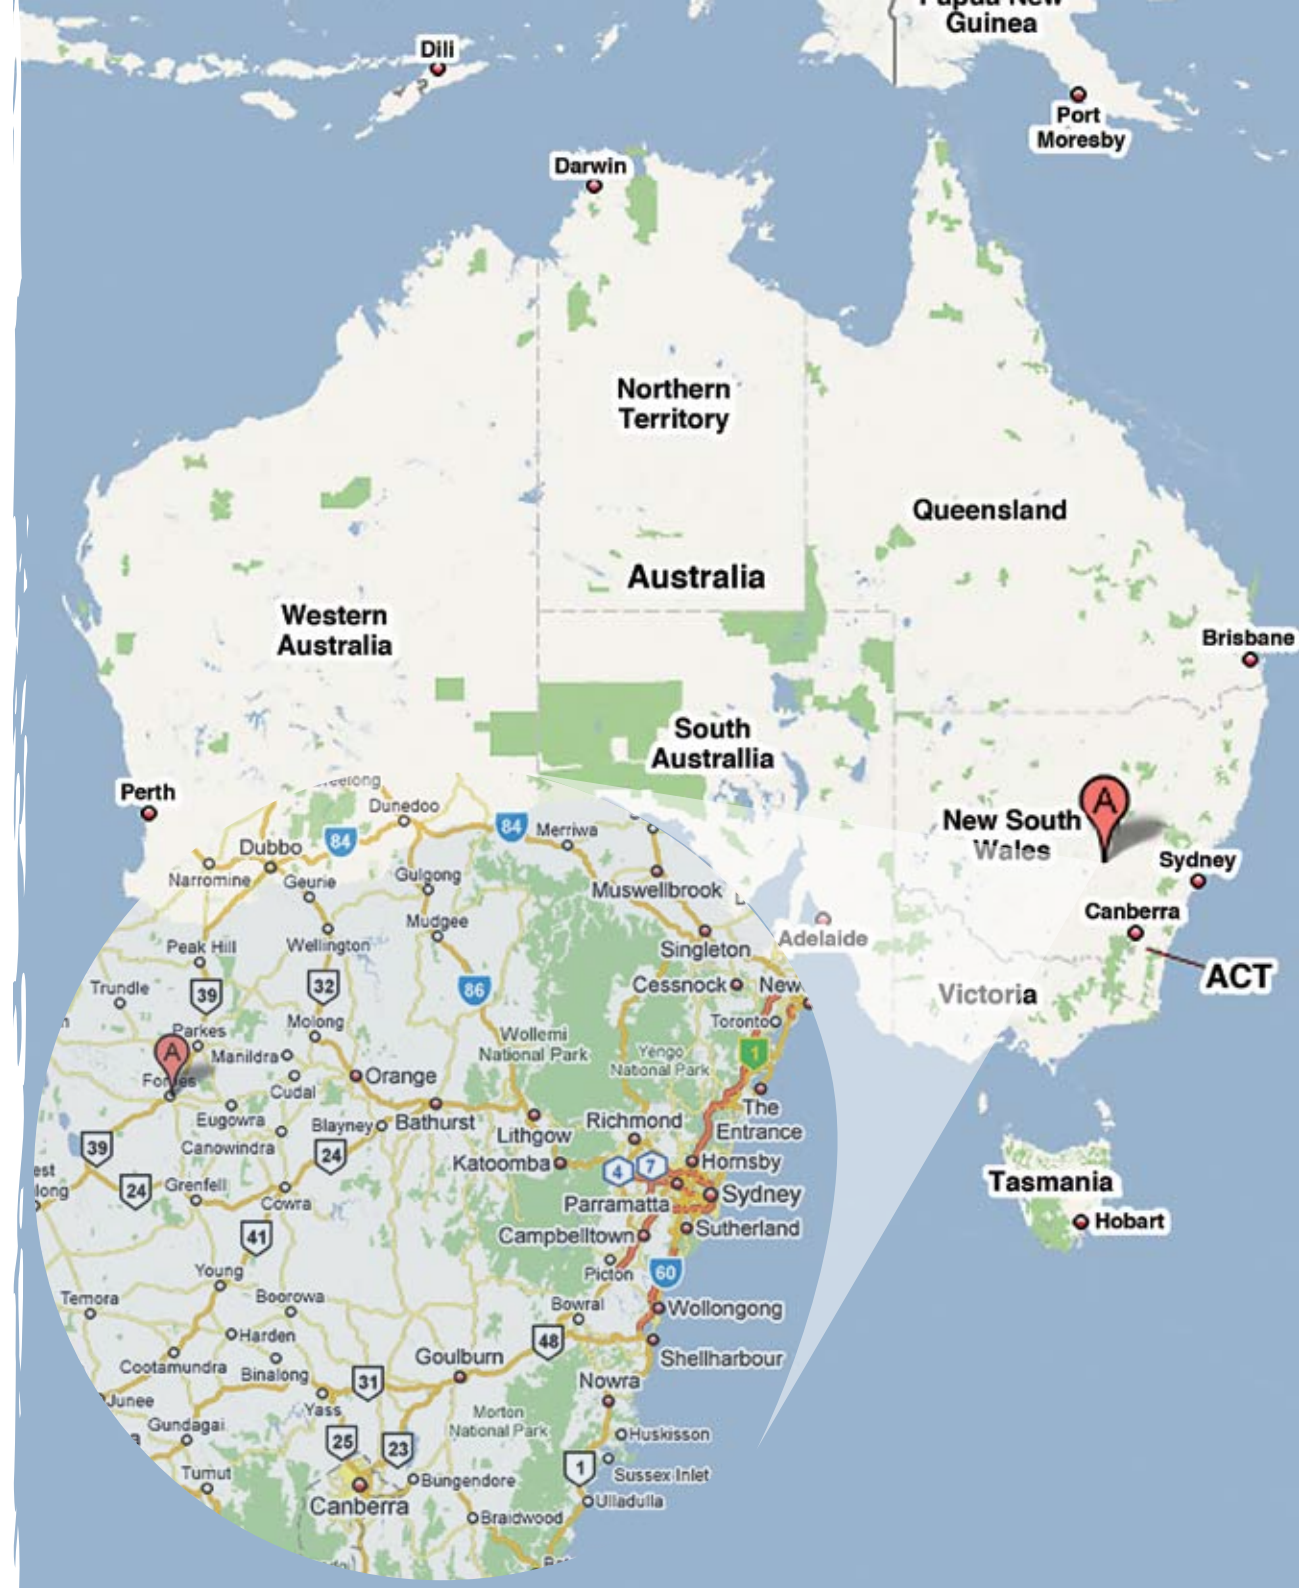 Papua New
Guinea
Dili
Port
Moresby
Darwin
Northern
Territory
Queensland
Australia
Western
Australia
Brisbane
South
Australlia
Perth
A
New South
Wales
Sydney
Canberra
Adelaide
ACT
Victoria
Tasmania
Hobart
Dunedoo
84
84
Merriwa
Dubbo
Narromine
Geurie
Gulgong
Muswellbrook
Mudgee
Peak Hill
Wellington
Singleton
Trundle
39
32
86
Cessnock
New
Molong
Toronto
Parkes
Wollemi
National Park
Yengo
National Park
1
A
Manildra
Forbes
Cudal
Orange
The
Entrance
Eugowra
Blayney
Bathurst
Richmond
Lithgow
Canowindra
39
24
Katoomba
4
7
Hornsby
est
long
24
Grenfell
Cowra
Parramatta
Sydney
41
Campbelltown
Sutherland
Picton
60
Young
Temora
Boorowa
Bowral
Wollongong
Harden
48
Shellharbour
Cootamundra
Binalong
Goulburn
31
Nowra
Junee
Yass
Gundagai
Morton
National Park
25
23
Huskisson
1
Tumut
Bungendore
Sussex Inlet
Canberra
Ulladulla
Braidwood